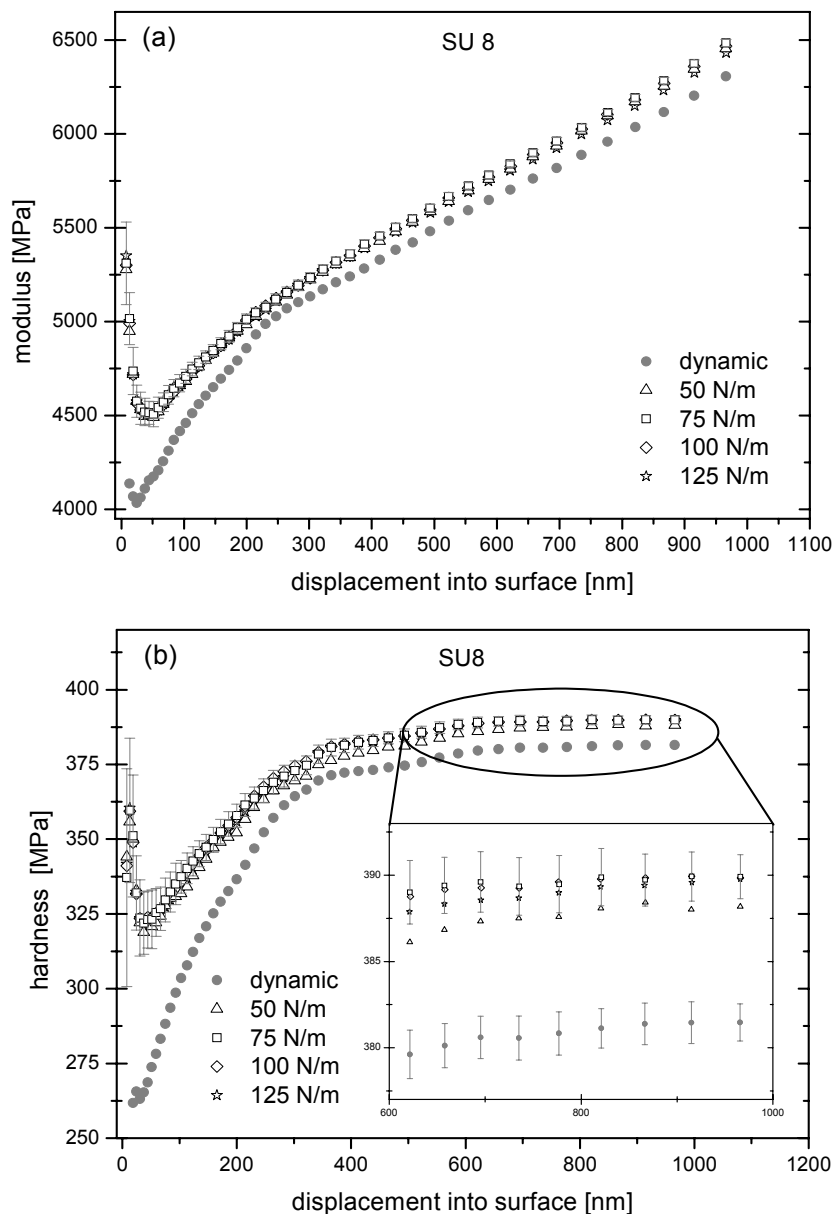 (a)
SU 8
6500
6000
5500
5000
4500
4000
modulus [MPa]
dynamic
50 N/m
75 N/m
100 N/m
125 N/m
0 100 200 300 400 500 600 700 800 900 1000 1100
displacement into surface [nm]
(b)
SU8
400
375
350
325
300
275
250
hardness [MPa]
dynamic
50 N/m
75 N/m
100 N/m
125 N/m
390
385
380
600 800 1000
0 200 400 600 800 1000 1200
displacement into surface [nm]